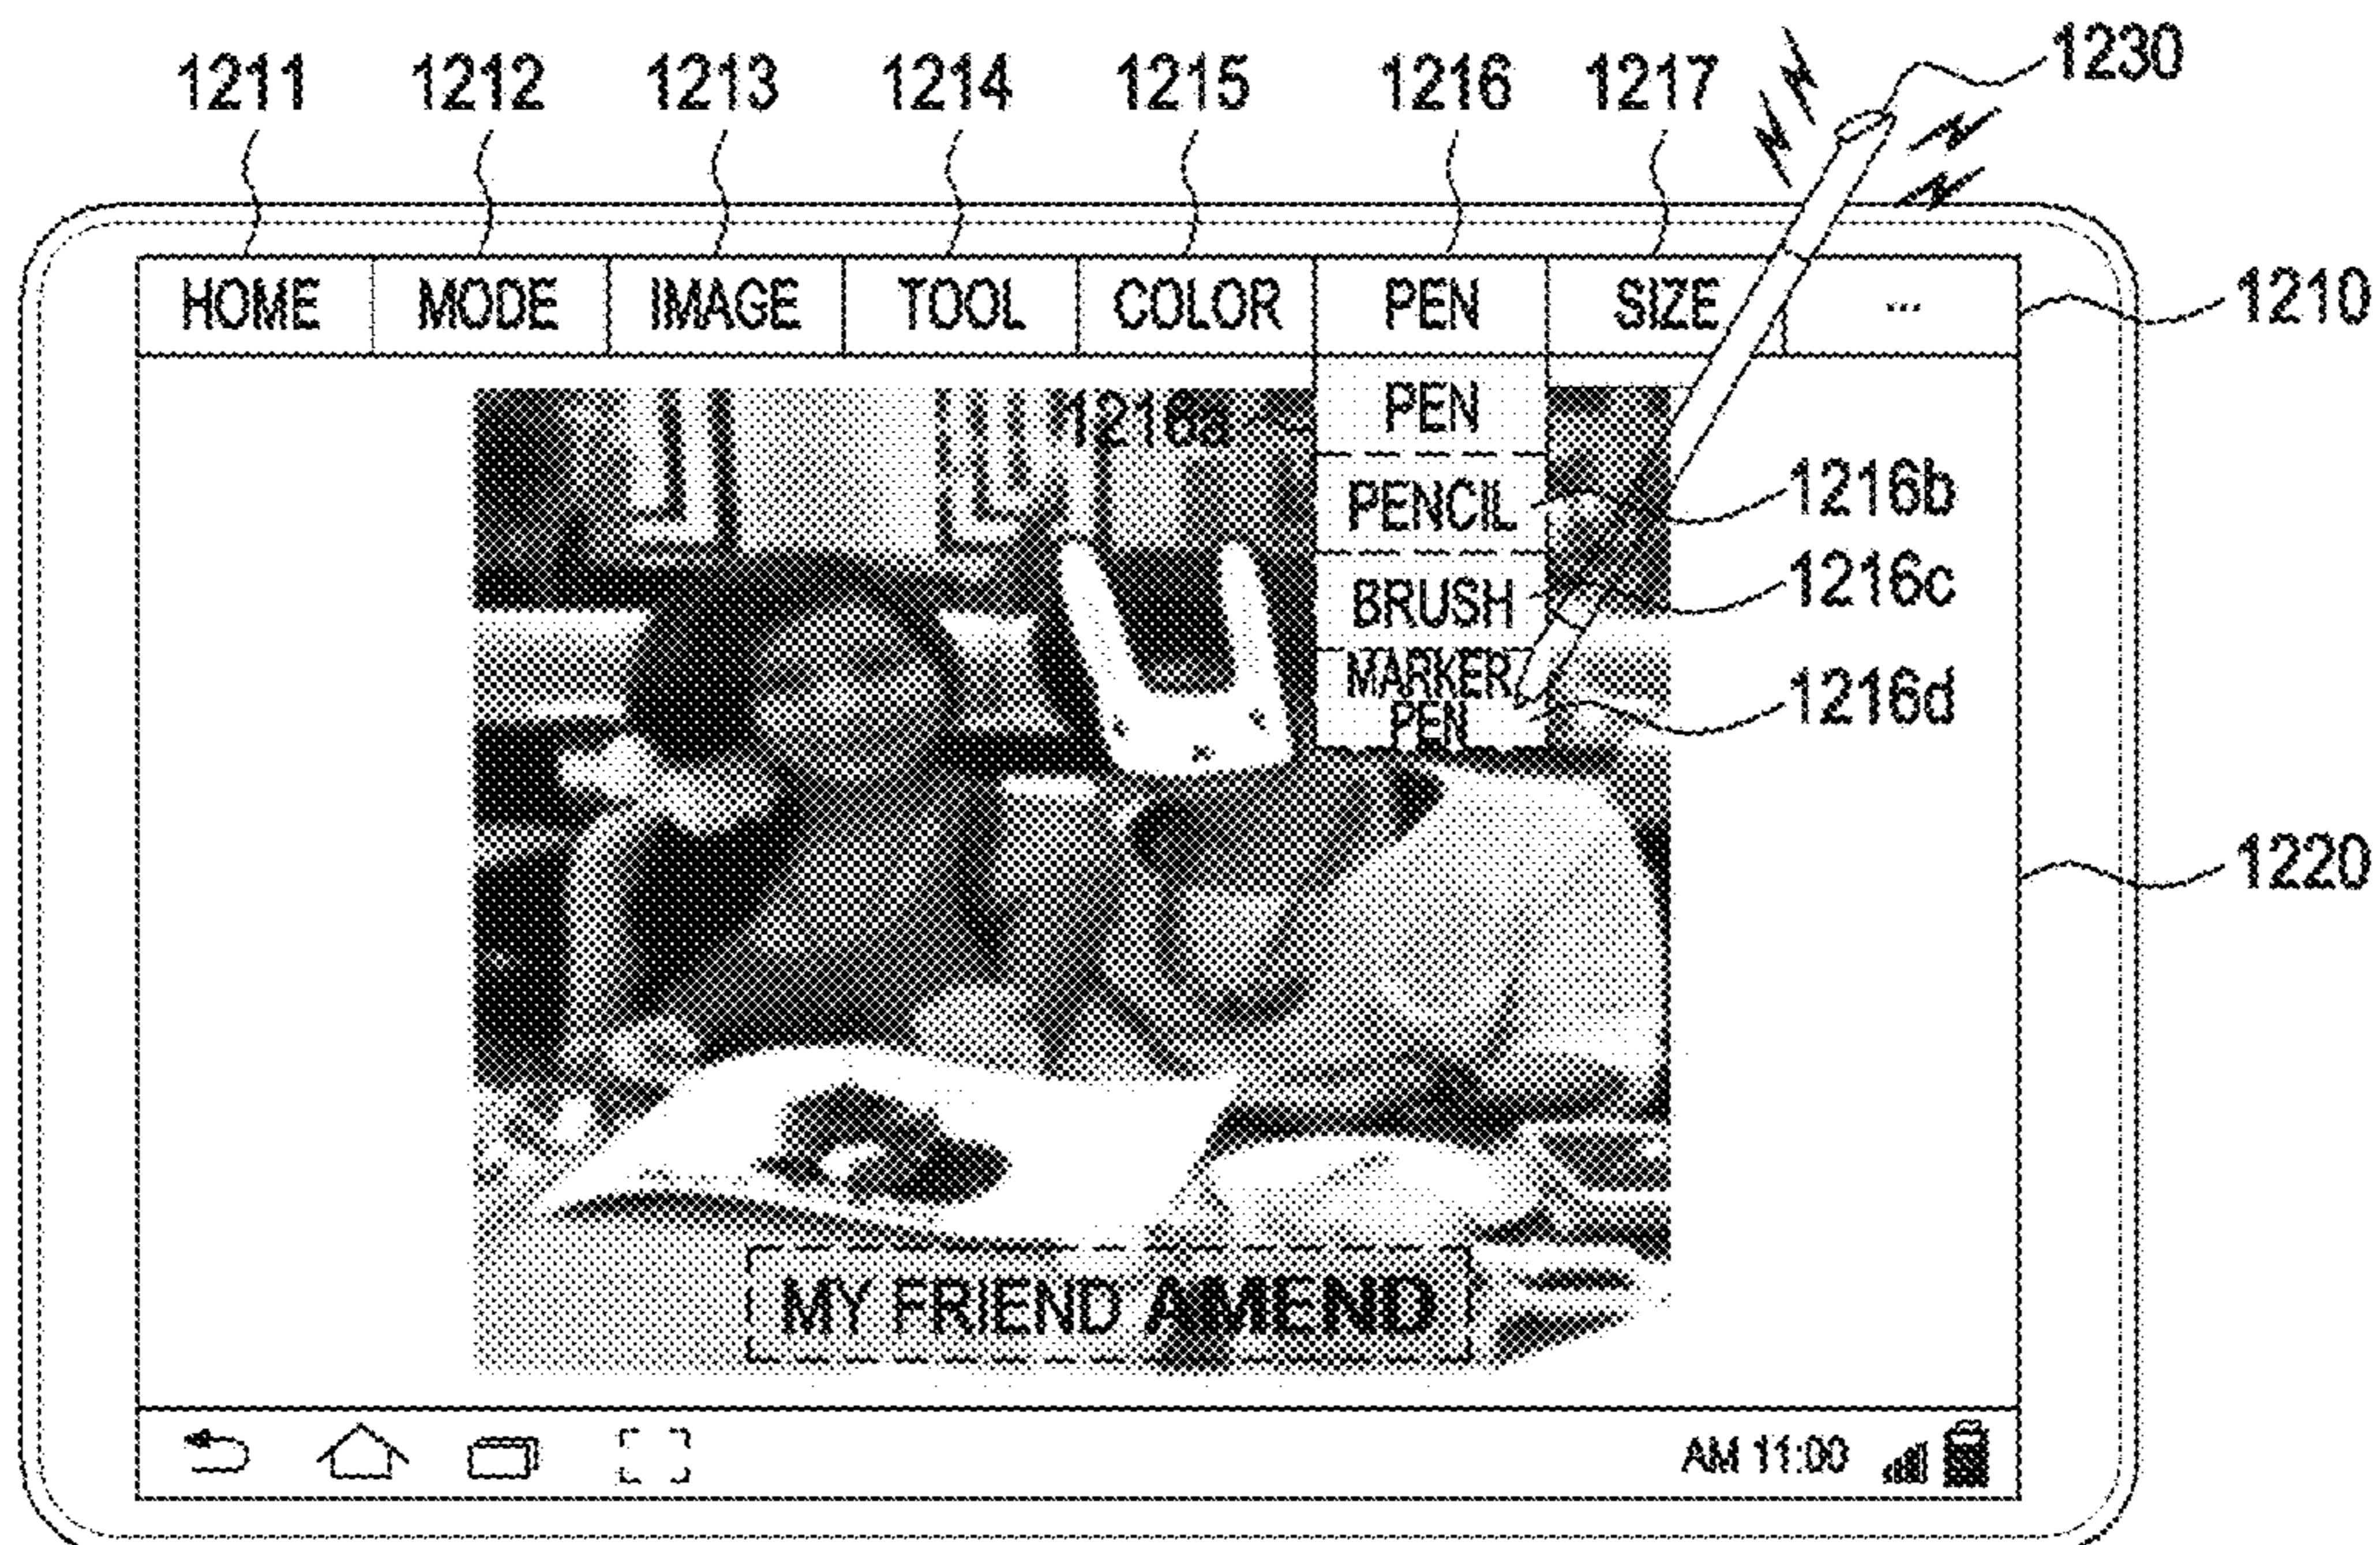 1211 1212 1213 1214 1215 1216 1217 1230
HOME MODE IMAGE TOOL COLOR PEN SIZE ... 1210
1216a PEN
PENCIL 1216b
BRUSH 1216c
MARKER
PEN 1216d
1220
MY FRIEND AMEND
AM 11:00